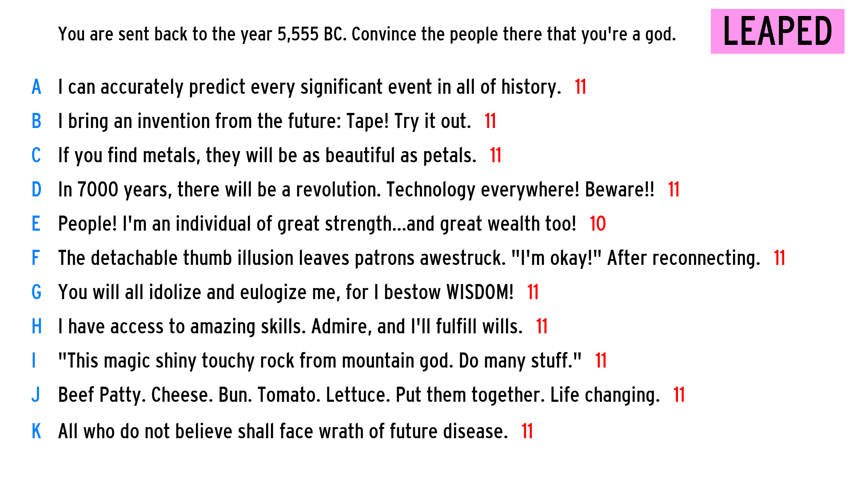 You are sent back to the year 5,555 BC. Convince the people there that you're a god.
LEAPED
A I can accurately predict every significant event in all of history. 11
B I bring an invention from the future: Tape! Try it out. 11
C If you find metals, they will be as beautiful as petals. 11
D In 7000 years, there will be a revolution. Technology everywhere! Beware!! 11
E People! I'm an individual of great strength...and great wealth too! 10
F The detachable thumb illusion leaves patrons awestruck. "I'm okay!" After reconnecting. 11
G You will all idolize and eulogize me, for I bestow WISDOM! 11
H I have access to amazing skills. Admire, and I'll fulfill wills. 11
I "This magic shiny touchy rock from mountain god. Do many stuff." 11
J Beef Patty. Cheese. Bun. Tomato. Lettuce. Put them together. Life changing. 11
K All who do not believe shall face wrath of future disease. 11